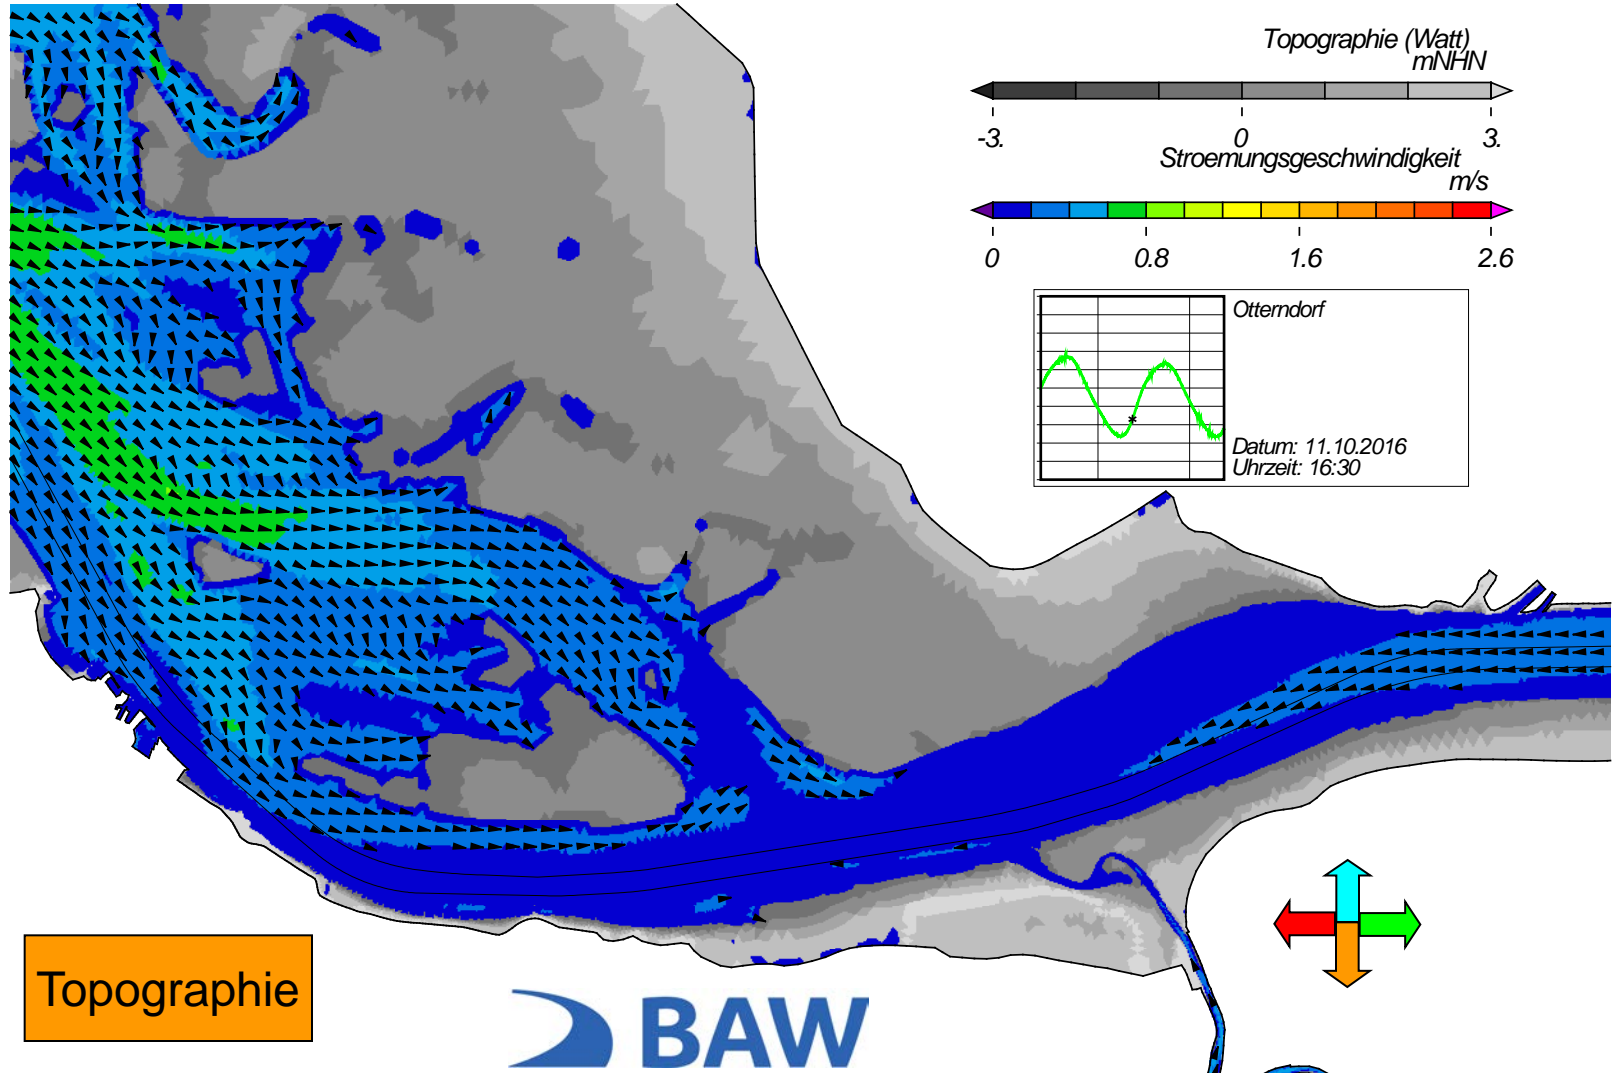 Topographie (Watt)
mNHN
-3. 0 3.
Stroemungsgeschwindigkeit
m/s
0 0.8 1.6 2.6
Otterndorf
Datum: 11.10.2016
Uhrzeit: 16:30
Topographie
BAW